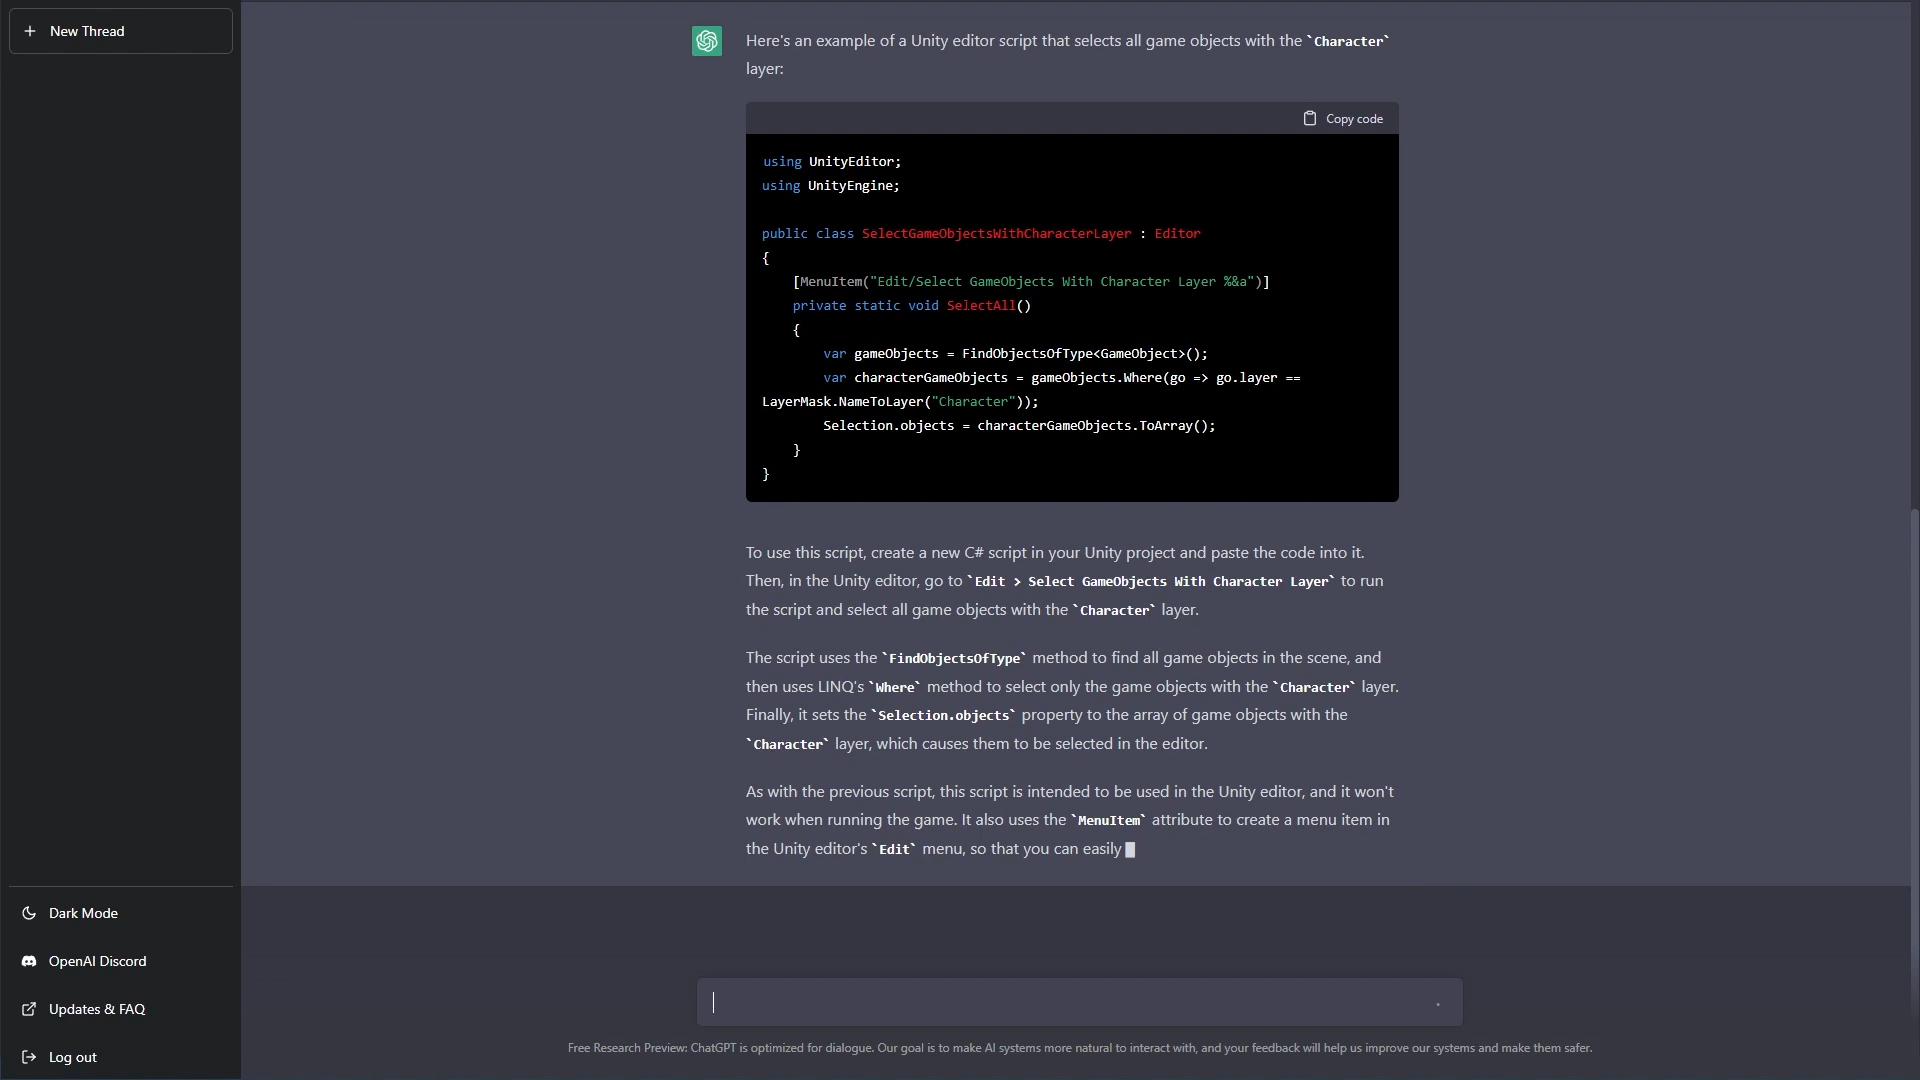 New Thread
Here's an example of a Unity editor script that selects all game objects with the `Character`
layer:
Copy code
using UnityEditor;
using UnityEngine;
public class SelectGameObjectsWithCharacterLayer : Editor
{
[MenuItem("Edit/Select GameObjects With Character Layer %&a")]
private static void SelectAll()
{
var gameObjects = FindObjectsOfType<GameObject>();
var characterGameObjects = gameObjects.Where(go => go.layer ==
LayerMask.NameToLayer("Character"));
Selection.objects = characterGameObjects.ToArray();
}
}
To use this script, create a new C# script in your Unity project and paste the code into it.
Then, in the Unity editor, go to `Edit > Select GameObjects With Character Layer` to run
the script and select all game objects with the `Character` layer.
The script uses the `FindObjectsOfType` method to find all game objects in the scene, and
then uses LINQ's `Where` method to select only the game objects with the `Character` layer.
Finally, it sets the `Selection.objects` property to the array of game objects with the
`Character` layer, which causes them to be selected in the editor.
As with the previous script, this script is intended to be used in the Unity editor, and it won't
work when running the game. It also uses the `MenuItem` attribute to create a menu item in
the Unity editor's `Edit` menu, so that you can easily
Dark Mode
OpenAI Discord
Updates & FAQ
Log out
Free Research Preview: ChatGPT is optimized for dialogue. Our goal is to make AI systems more natural to interact with, and your feedback will help us improve our systems and make them safer.